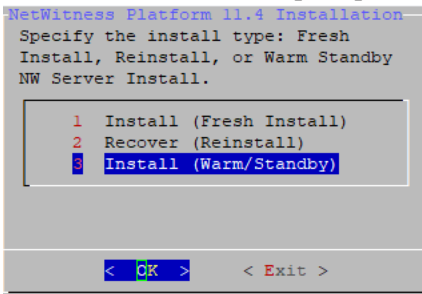 NetWitness Platform 11.4 Installation
Specify the install type: Fresh
Install, Reinstall, or Warm Standby
NW Server Install.
1 Install (Fresh Install)
2 Recover (Reinstall)
3 Install (Warm/Standby)
< OK > < Exit >